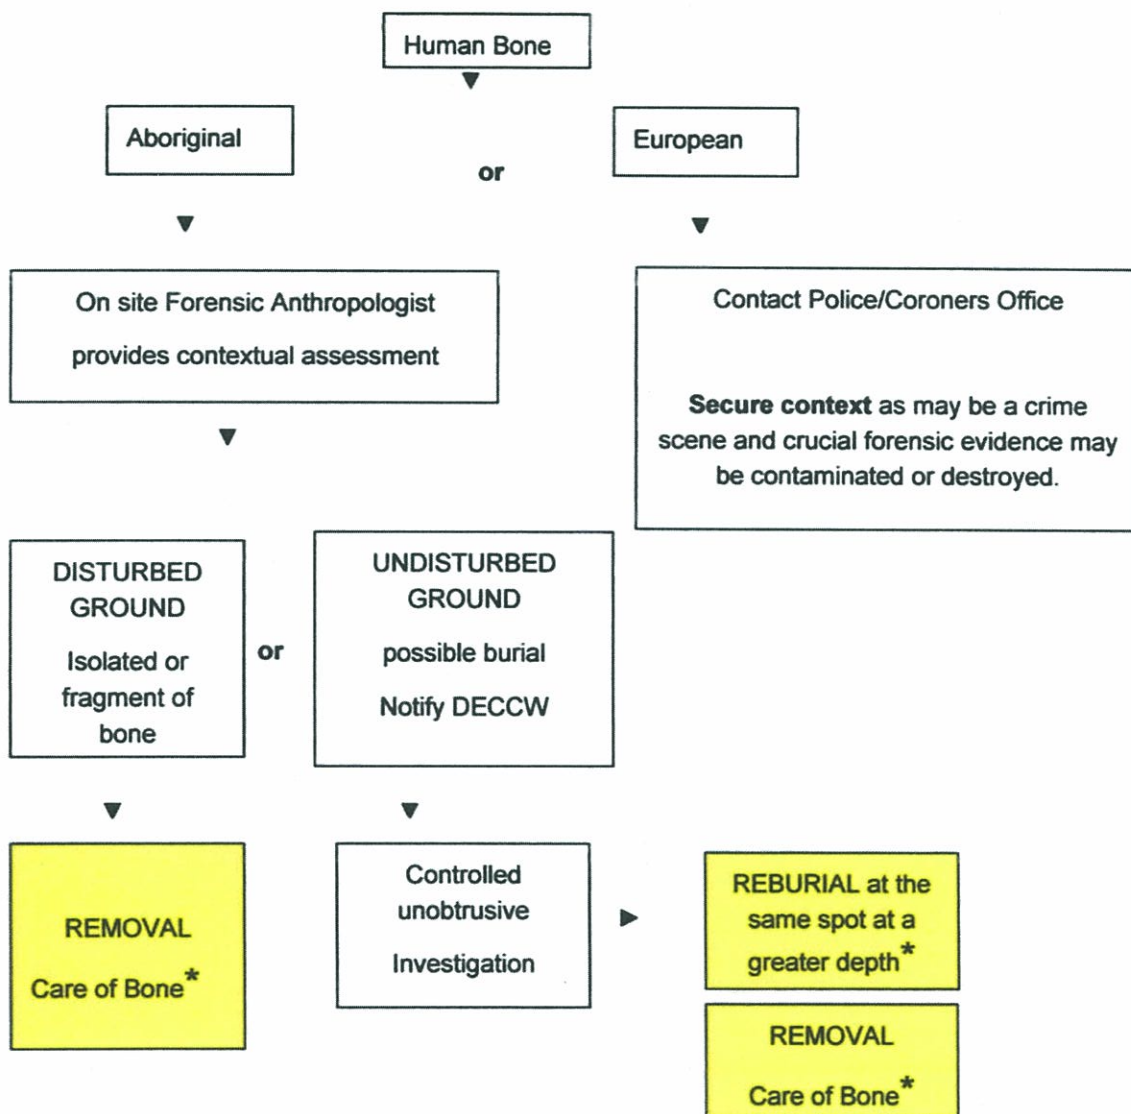 Human Bone
Aboriginal
or
European
On site Forensic Anthropologist
provides contextual assessment
Contact Police/Coroners Office
Secure context as may be a crime
scene and crucial forensic evidence may
be contaminated or destroyed.
DISTURBED
GROUND
Isolated or
fragment of
bone
or
UNDISTURBED
GROUND
possible burial
Notify DECCW
REMOVAL
Care of Bone*
Controlled
unobtrusive
Investigation
REBURIAL at the
same spot at a
greater depth*
REMOVAL
Care of Bone*